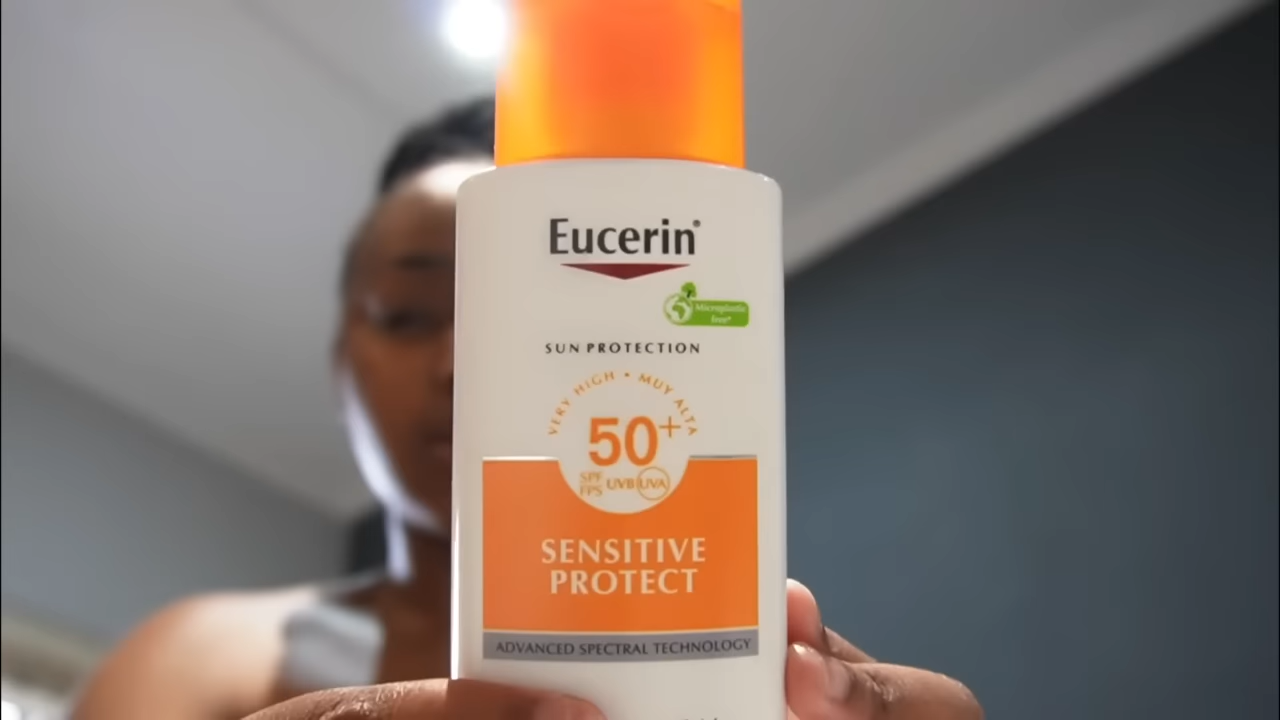 Eucerin®
Microplastic
free*
SUN PROTECTION
VERY HIGH • MUY ALTA
50+
SPF
FPS
UVB UVA
SENSITIVE
PROTECT
ADVANCED SPECTRAL TECHNOLOGY